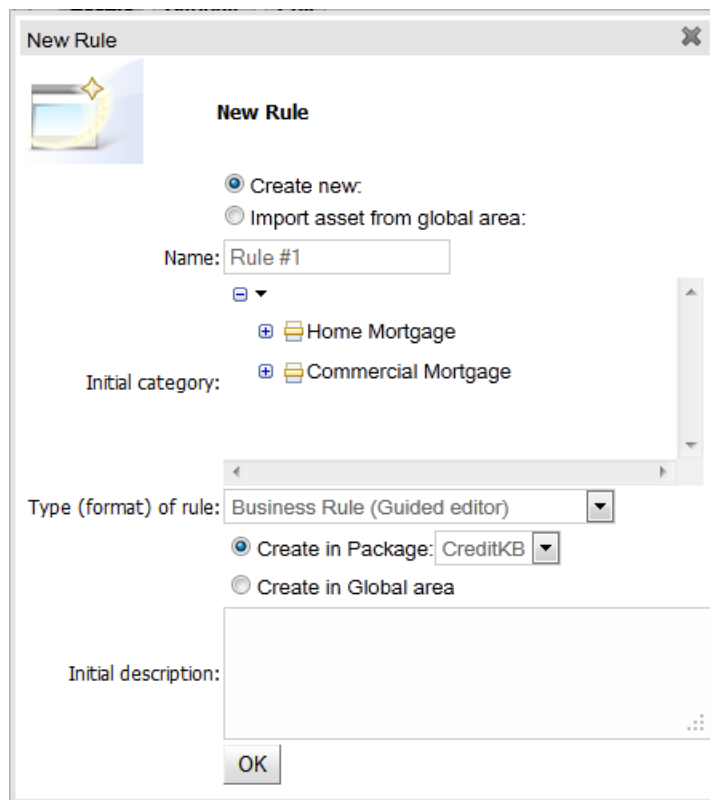 New Rule
New Rule
Create new:
Import asset from global area:
Name: Rule #1
Home Mortgage
Initial category:
Commercial Mortgage
Type (format) of rule: Business Rule (Guided editor)
Create in Package: CreditKB
Create in Global area
Initial description:
OK